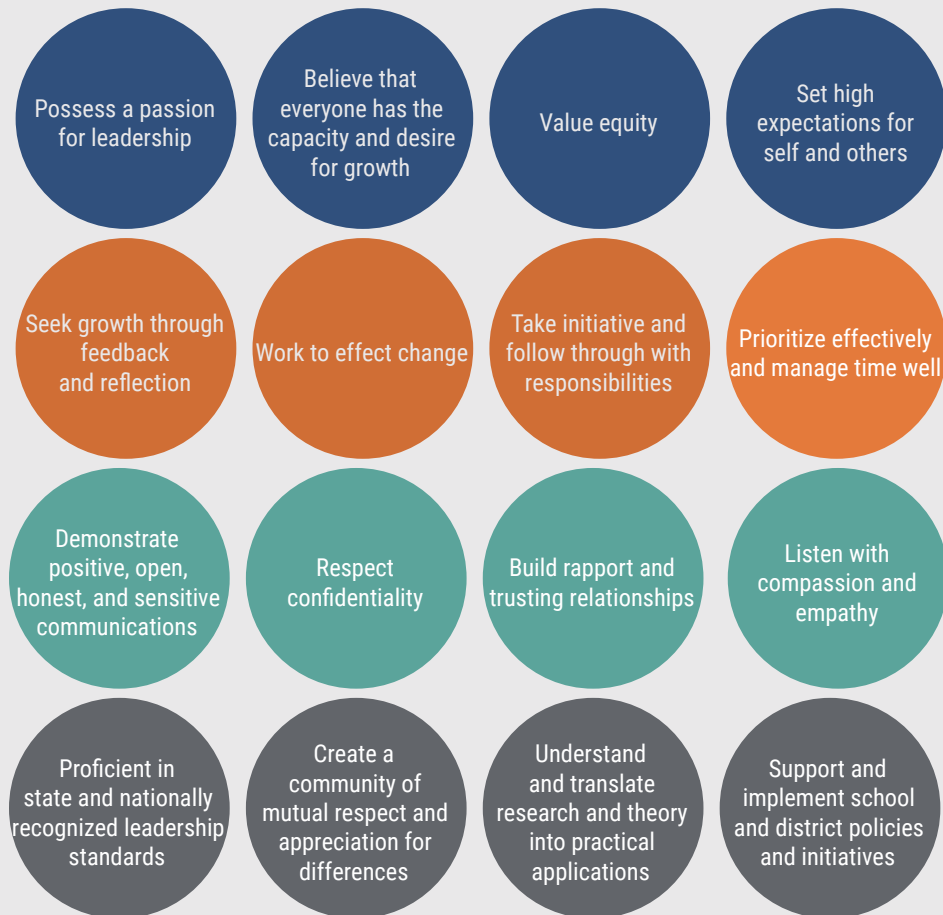 Possess a passion
for leadership
Believe that
everyone has the
capacity and desire
for growth
Value equity
Set high
expectations for
self and others
Seek growth through
feedback
and reflection
Work to effect change
Take initiative and
follow through with
responsibilities
Prioritize effectively
and manage time well
Demonstrate
positive, open,
honest, and sensitive
communications
Respect
confidentiality
Build rapport and
trusting relationships
Listen with
compassion and
empathy
Proficient in
state and nationally
recognized leadership
standards
Create a
community of
mutual respect and
appreciation for
differences
Understand
and translate
research and theory
into practical
applications
Support and
implement school
and district policies
and initiatives